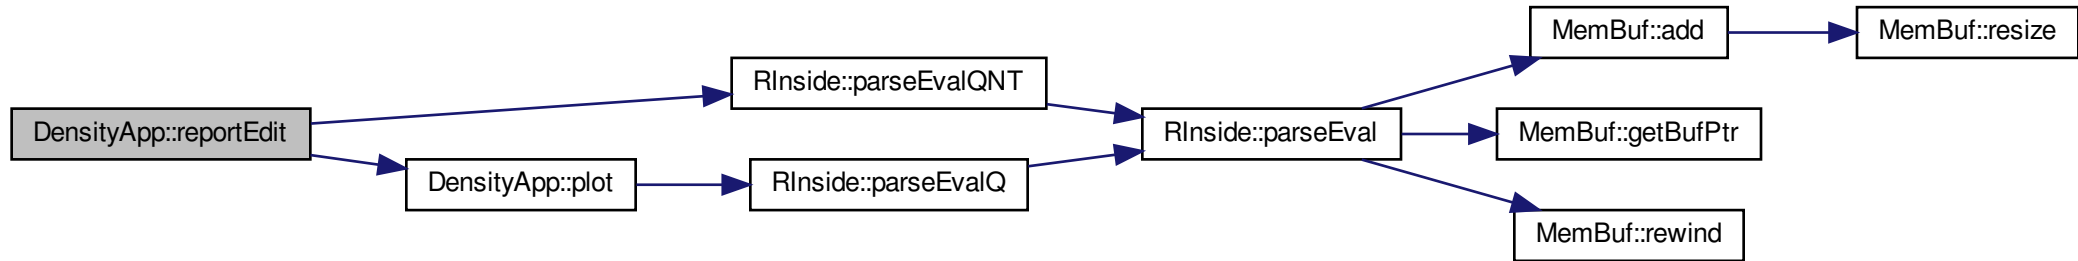 DensityApp::reportEdit
RInside::parseEvalQNT
DensityApp::plot
RInside::parseEvalQ
RInside::parseEval
MemBuf::add
MemBuf::resize
MemBuf::getBufPtr
MemBuf::rewind